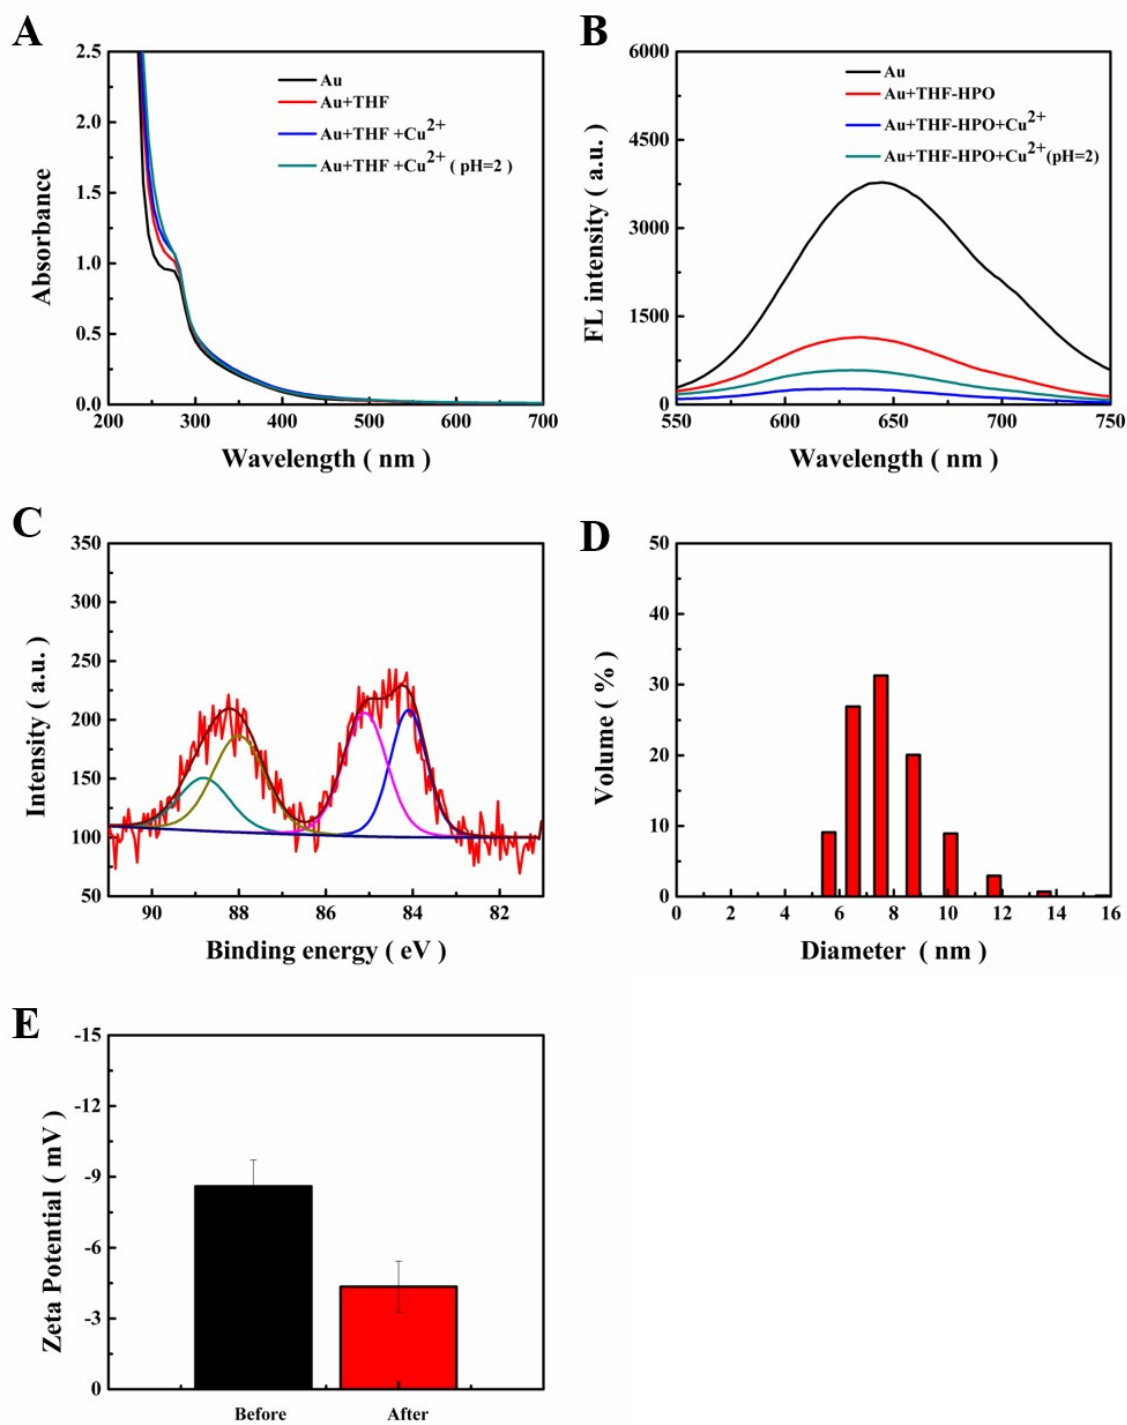 A
2.5
2.0
1.5
1.0
0.5
0.0
Absorbance
Au
Au+THF
Au+THF +Cu2+
Au+THF +Cu2+ ( pH=2 )
200 300 400 500 600 700
Wavelength ( nm )
B
6000
4500
3000
1500
0
FL intensity ( a.u. )
Au
Au+THF-HPO
Au+THF-HPO+Cu2+
Au+THF-HPO+Cu2+(pH=2)
550 600 650 700 750
Wavelength ( nm )
C
350
300
250
200
150
100
50
Intensity ( a.u. )
90 88 86 84 82
Binding energy ( eV )
D
50
40
30
20
10
0
Volume ( % )
0 2 4 6 8 10 12 14 16
Diameter ( nm )
E
-15
-12
-9
-6
-3
0
Zeta Potential ( mV )
Before After